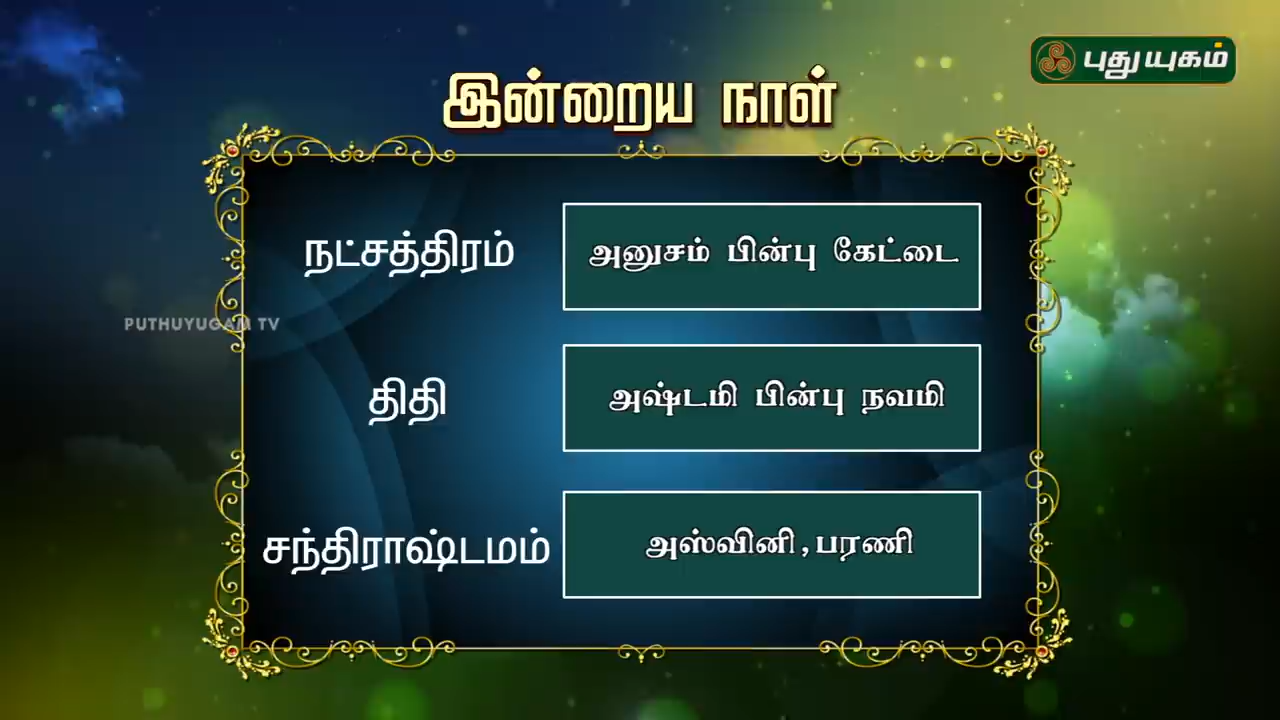 புதுயுகம்
இன்றைய நாள்
நட்சத்திரம்
அனுசம் பின்பு கேட்டை
PUTHUYUGAM TV
திதி
அஷ்டமி பின்பு நவமி
சந்திராஷ்டமம்
அஸ்வினி,பரணி